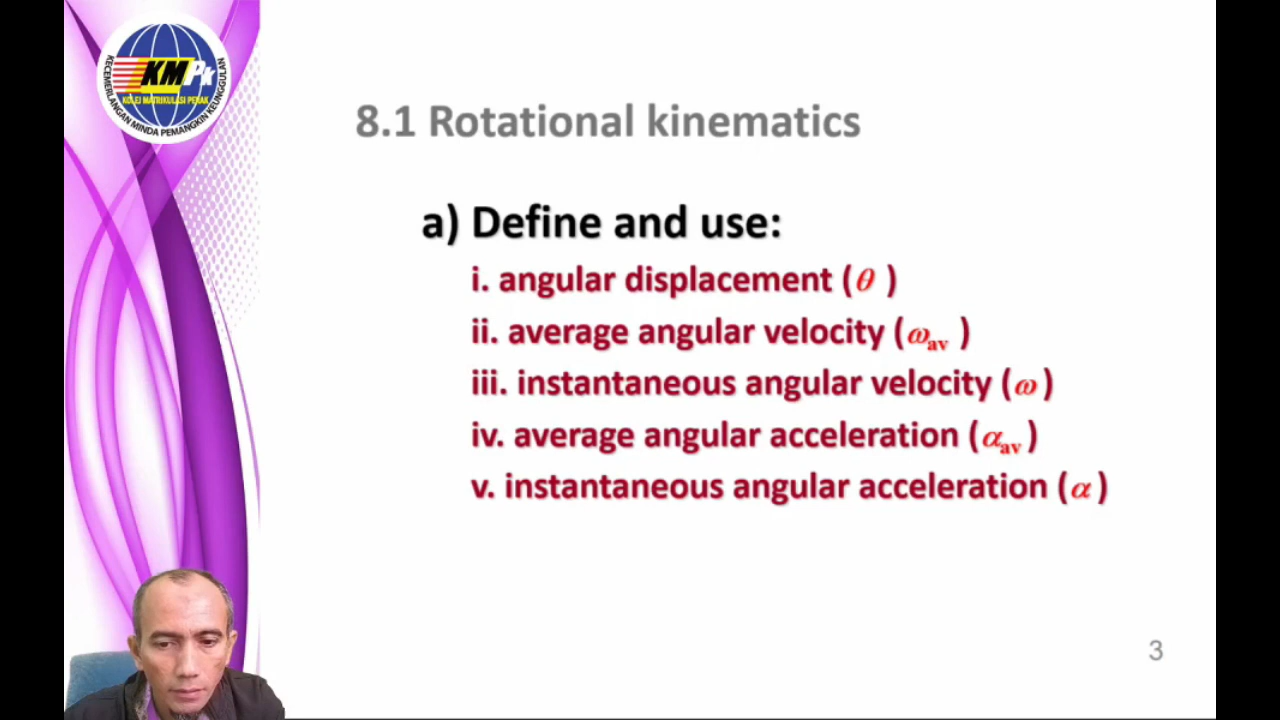 KMPk
KOLEJ MATRIKULASI PERAK
KECEMERLANGAN MINDA PEMANGKIN KEUNGGULAN
8.1 Rotational kinematics
a) Define and use:
i. angular displacement (θ )
ii. average angular velocity (ωav )
iii. instantaneous angular velocity (ω )
iv. average angular acceleration (αav )
v. instantaneous angular acceleration (α )
3